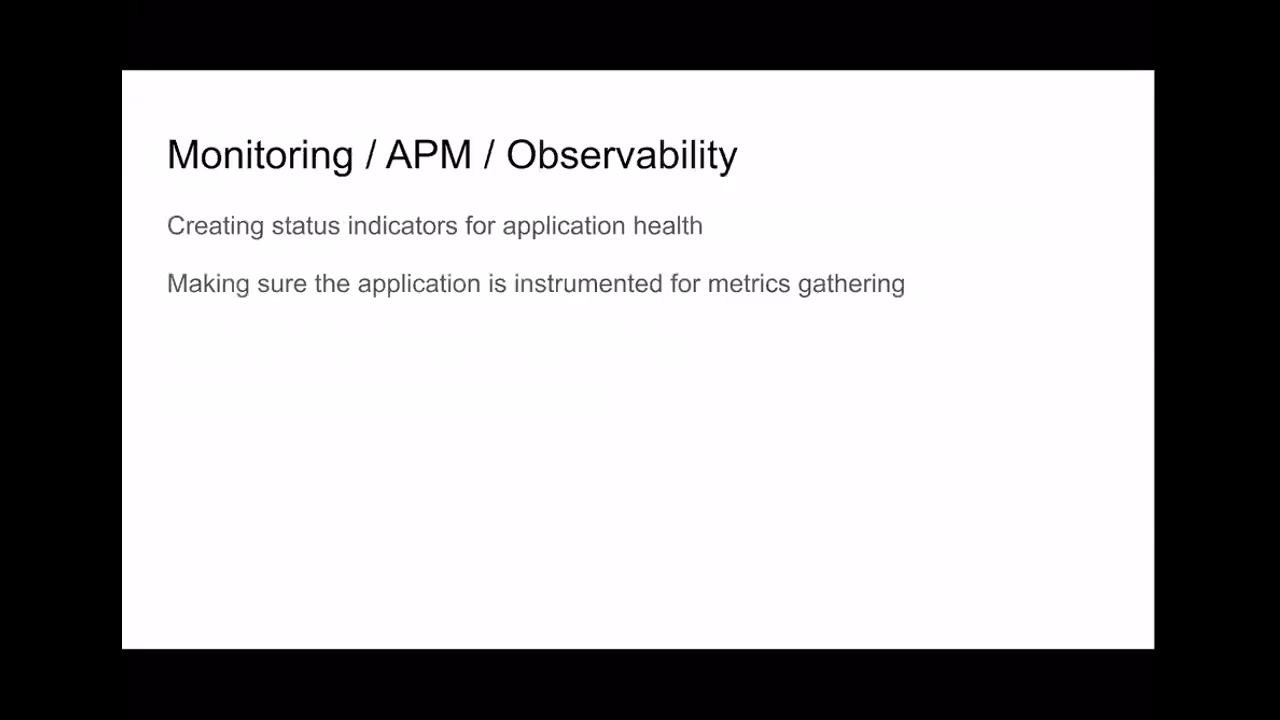 Monitoring / APM / Observability
Creating status indicators for application health
Making sure the application is instrumented for metrics gathering